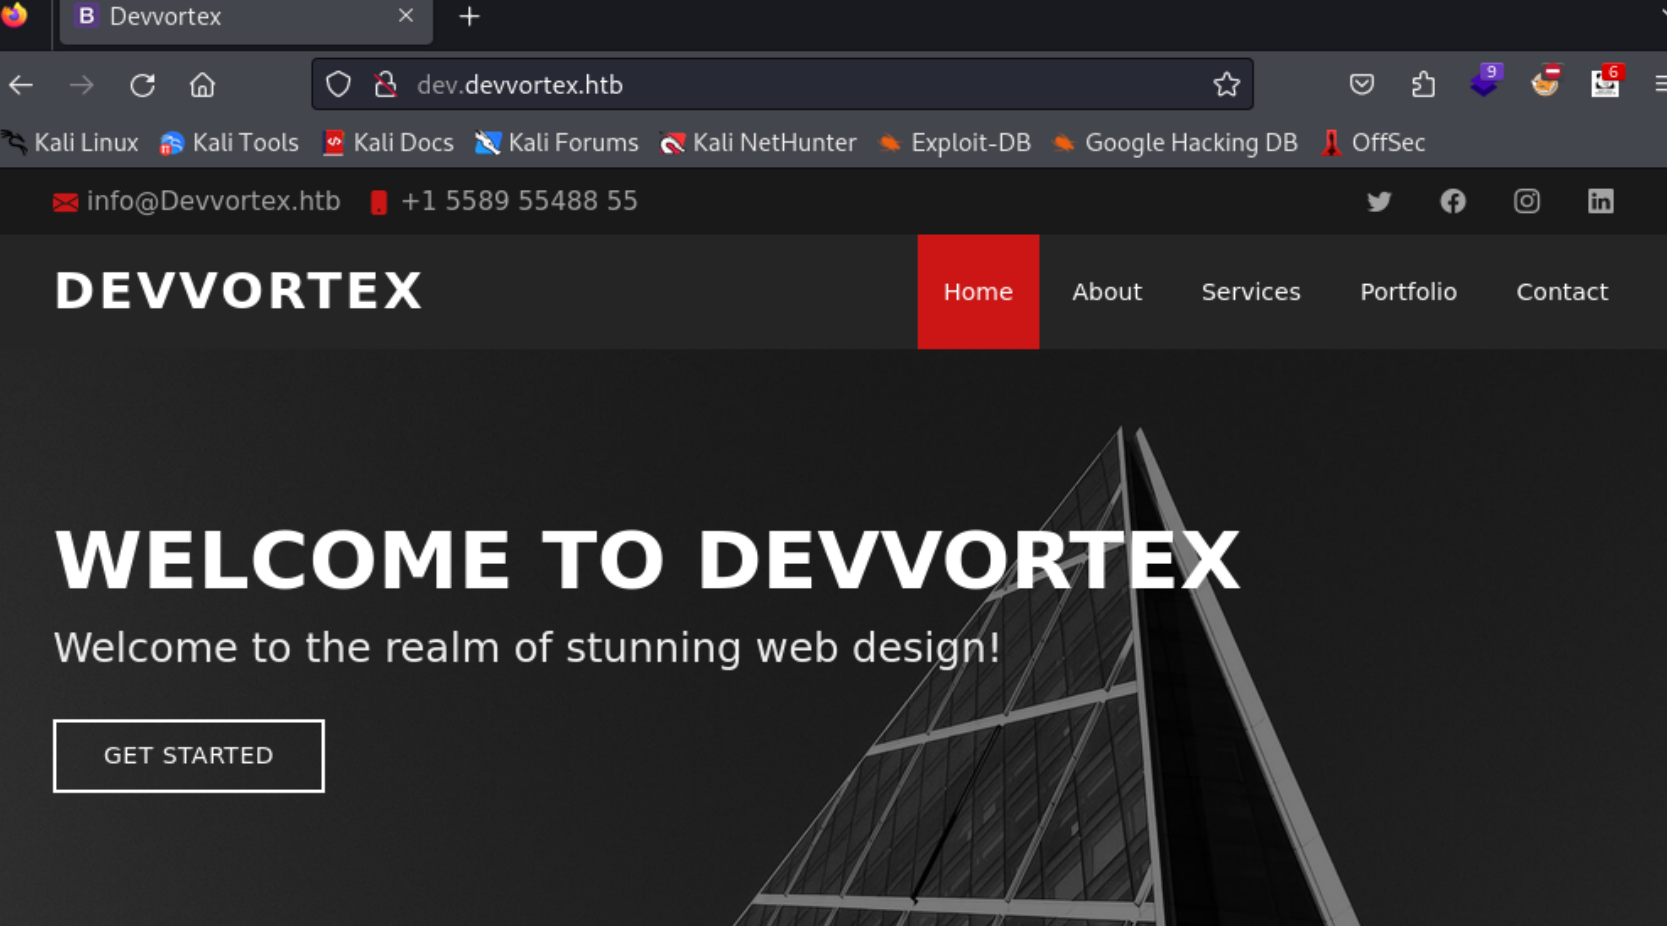 Devvortex
dev.devvortex.htb
9
6
Kali Linux Kali Tools Kali Docs Kali Forums Kali NetHunter Exploit-DB Google Hacking DB OffSec
info@Devvortex.htb +1 5589 55488 55
DEVVORTEX Home About Services Portfolio Contact
WELCOME TO DEVVORTEX
Welcome to the realm of stunning web design!
GET STARTED